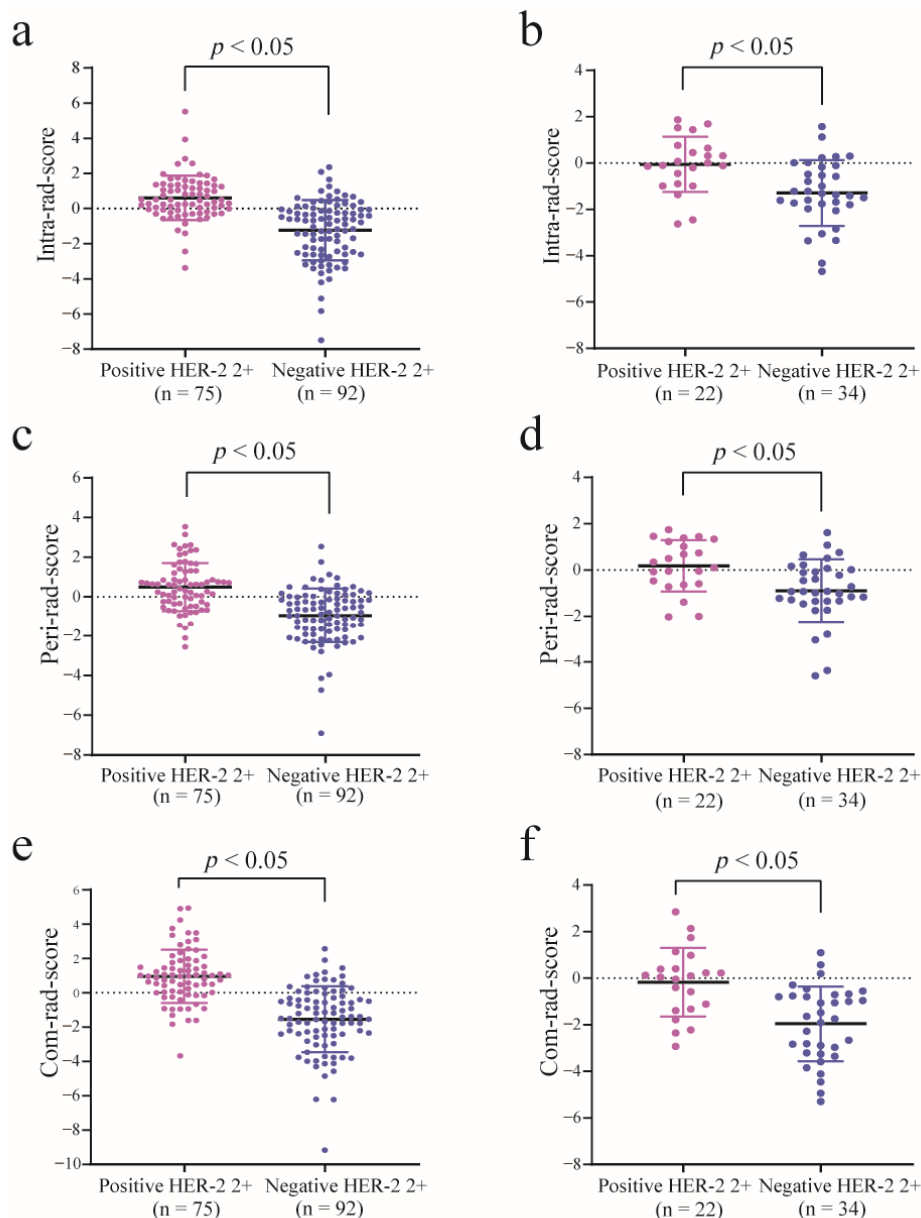 a
p < 0.05
Intra-rad-score
8
6
4
2
0
−2
−4
−6
−8
Positive HER-2 2+
(n = 75)
Negative HER-2 2+
(n = 92)
b
p < 0.05
Intra-rad-score
4
2
0
−2
−4
−6
−8
Positive HER-2 2+
(n = 22)
Negative HER-2 2+
(n = 34)
c
p < 0.05
Peri-rad-score
6
4
2
0
−2
−4
−6
−8
Positive HER-2 2+
(n = 75)
Negative HER-2 2+
(n = 92)
d
p < 0.05
Peri-rad-score
4
2
0
−2
−4
−6
−8
Positive HER-2 2+
(n = 22)
Negative HER-2 2+
(n = 34)
e
p < 0.05
Com-rad-score
6
4
2
0
−2
−4
−6
−8
−10
Positive HER-2 2+
(n = 75)
Negative HER-2 2+
(n = 92)
f
p < 0.05
Com-rad-score
4
2
0
−2
−4
−6
−8
Positive HER-2 2+
(n = 22)
Negative HER-2 2+
(n = 34)